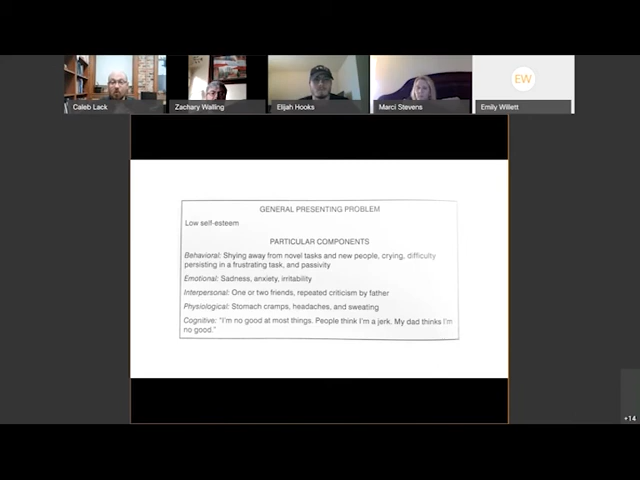 EW
Caleb Lack
Zachary Walling
Elijah Hooks
Marci Stevens
Emily Willett
GENERAL PRESENTING PROBLEM
Low self-esteem
PARTICULAR COMPONENTS
Behavioral: Shying away from novel tasks and new people, crying, difficulty
persisting in a frustrating task, and passivity
Emotional: Sadness, anxiety, irritability
Interpersonal: One or two friends, repeated criticism by father
Physiological: Stomach cramps, headaches, and sweating
Cognitive: "I'm no good at most things. People think I'm a jerk. My dad thinks I'm
no good."
+14